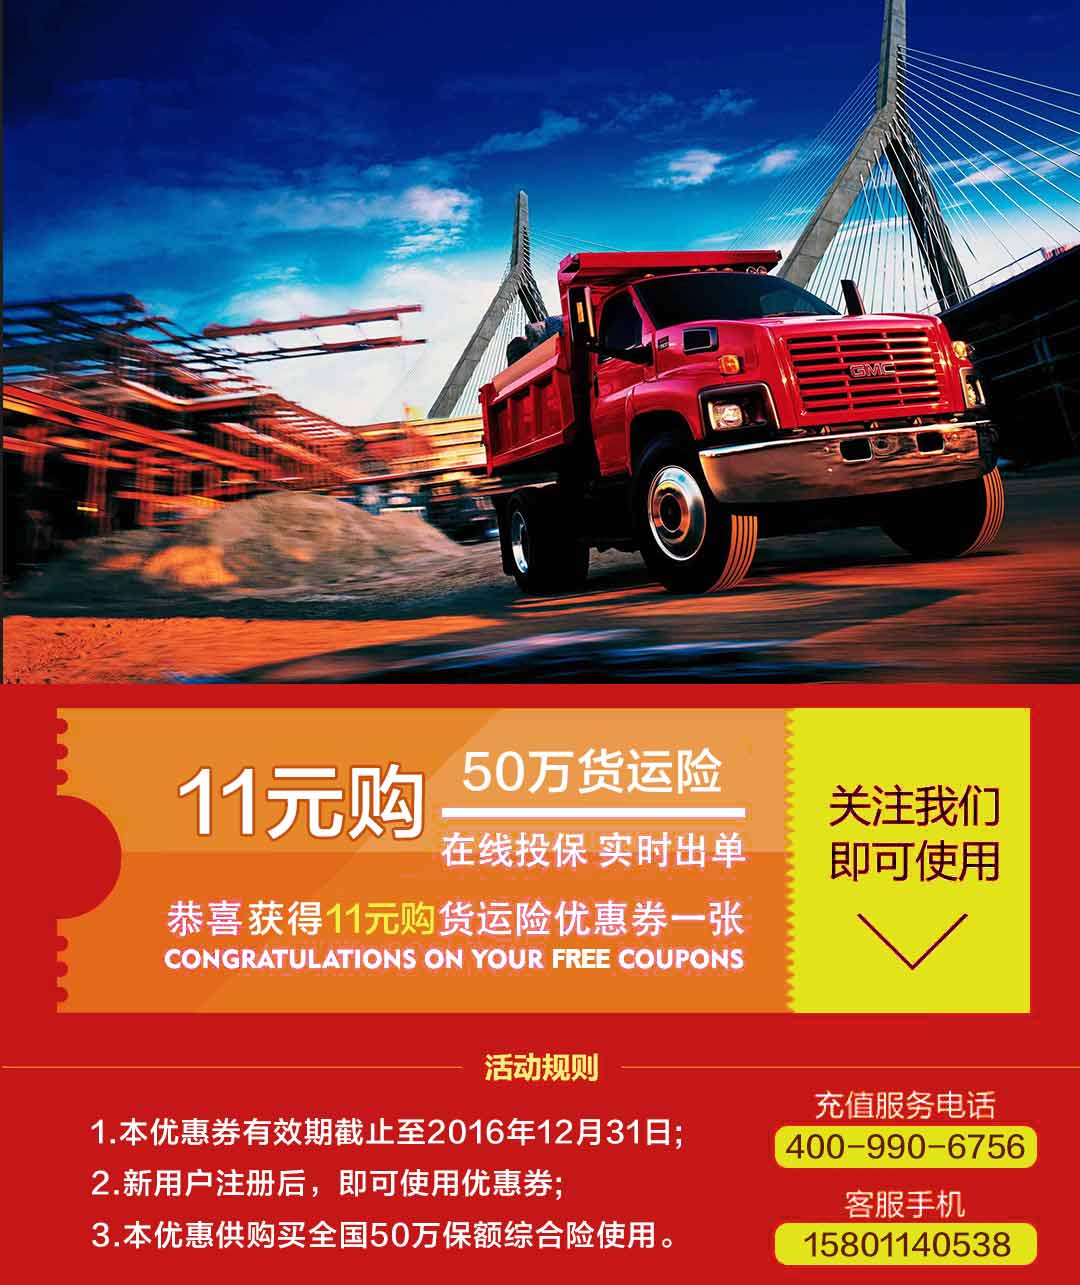 GMC
11元购
50万货运险
在线投保 实时出单
恭喜获得11元购货运险优惠券一张
CONGRATULATIONS ON YOUR FREE COUPONS
关注我们
即可使用
活动规则
1.本优惠券有效期截止至2016年12月31日;
2.新用户注册后，即可使用优惠券;
3.本优惠供购买全国50万保额综合险使用。
充值服务电话
400-990-6756
客服手机
15801140538